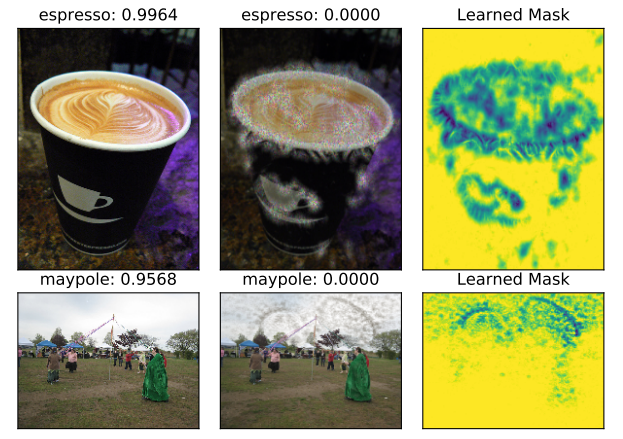 espresso: 0.9964
espresso: 0.0000
Learned Mask
maypole: 0.9568
maypole: 0.0000
Learned Mask